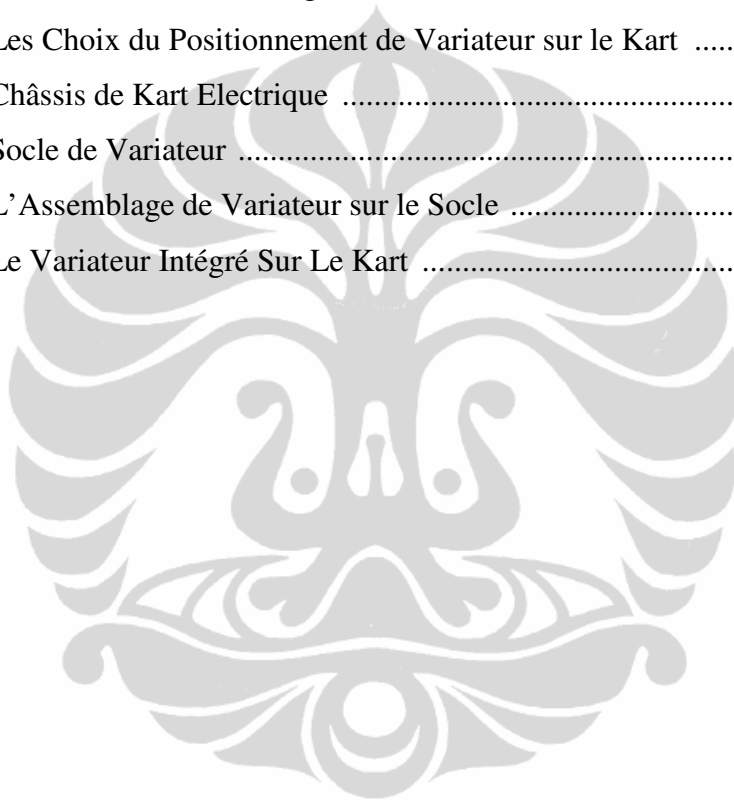 Les Choix du Positionnement de Variateur sur le Kart .....
Châssis de Kart Electrique ................................................
Socle de Variateur ............................................................
L'Assemblage de Variateur sur le Socle ...........................
Le Variateur Intégré Sur Le Kart .....................................